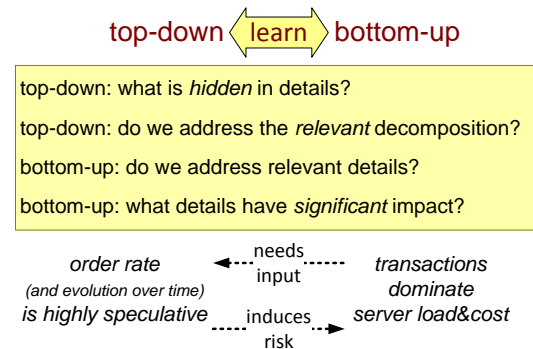 top-down learn bottom-up
top-down: what is hidden in details?
top-down: do we address the relevant decomposition?
bottom-up: do we address relevant details?
bottom-up: what details have significant impact?
order rate
(and evolution over time)
is highly speculative
needs
input
induces
risk
transactions
dominate
server load&cost